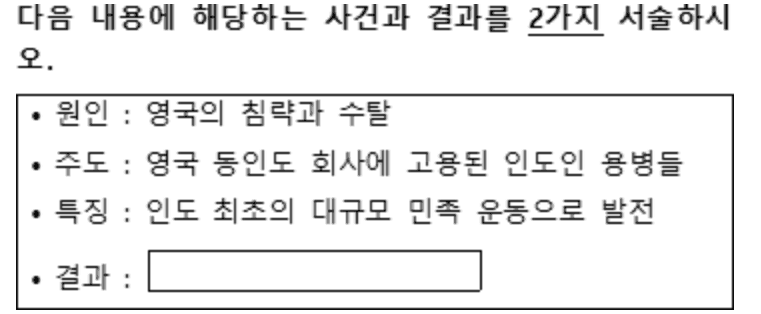 다음 내용에 해당하는 사건과 결과를 2가지 서술하시
오.
• 원인 : 영국의 침략과 수탈
• 주도 : 영국 동인도 회사에 고용된 인도인 용병들
• 특징 : 인도 최초의 대규모 민족 운동으로 발전
• 결과 :